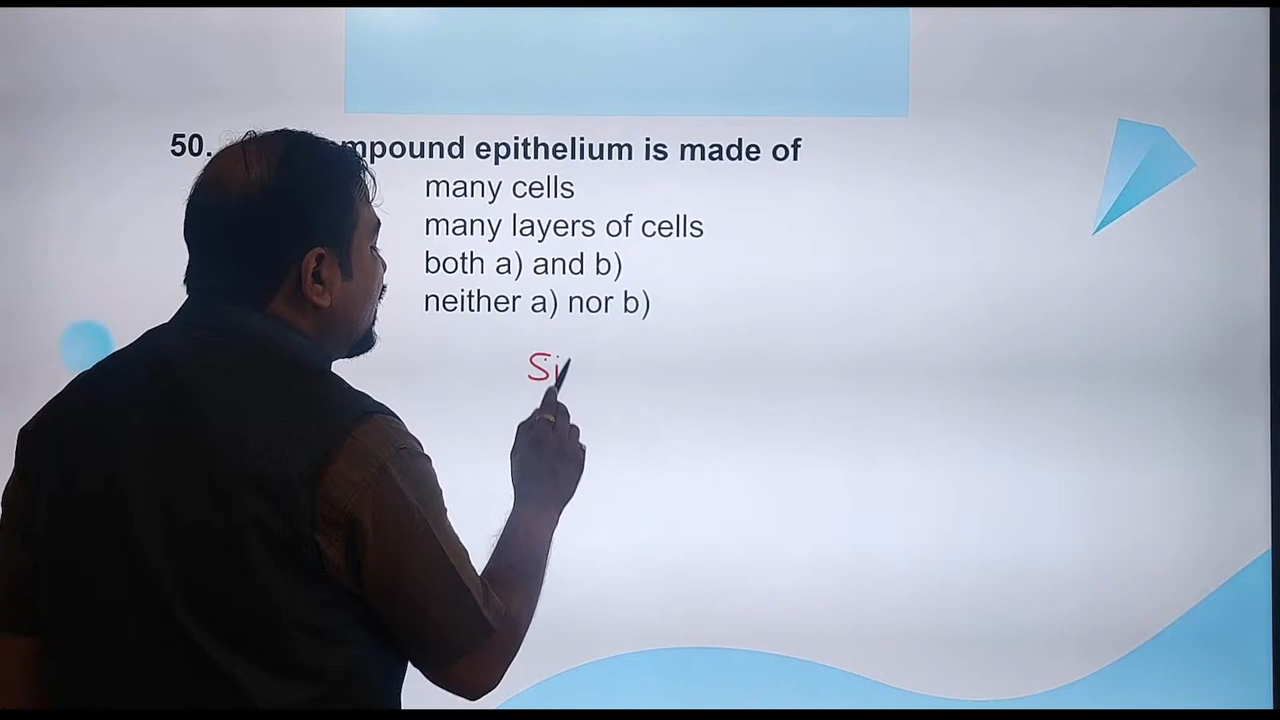 50. mpound epithelium is made of
many cells
many layers of cells
both a) and b)
neither a) nor b)
Si